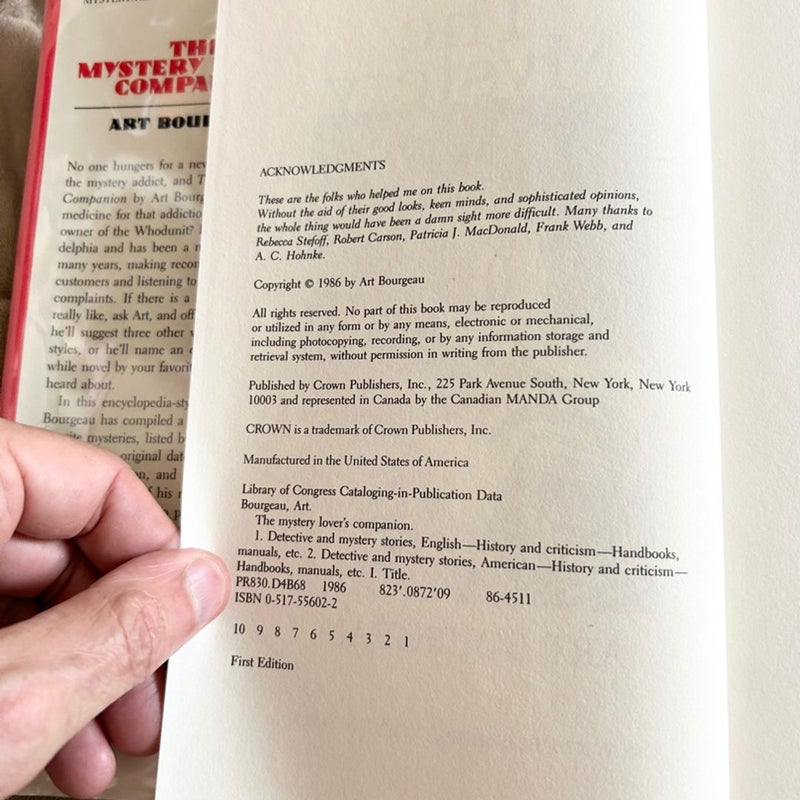 MYSTERY
COMPA
ART BOU
No one hungers for a new
the mystery addict, and
Companion by Art Bourg
medicine for that addictio
owner of the Whodunit?
delphia and has been a
many years, making recor
customers and listening to
complaints. If there is a
really like, ask Art, and off
he'll suggest three other
styles, or he'll name an
while novel by your favori
heard about.
In this encyclopedia-sty
Bourgeau has compiled a
mysteries, listed b
original dat
and
his
ACKNOWLEDGMENTS
These are the folks who helped me on this book.
Without the aid of their good looks, keen minds, and sophisticated opinions,
the whole thing would have been a damn sight more difficult. Many thanks to
Rebecca Stefoff, Robert Carson, Patricia J. MacDonald, Frank Webb, and
A. C. Hohnke.
Copyright © 1986 by Art Bourgeau
All rights reserved. No part of this book may be reproduced
or utilized in any form or by any means, electronic or mechanical,
including photocopying, recording, or by any information storage and
retrieval system, without permission in writing from the publisher.
Published by Crown Publishers, Inc., 225 Park Avenue South, New York, New York
10003 and represented in Canada by the Canadian MANDA Group
CROWN is a trademark of Crown Publishers, Inc.
Manufactured in the United States of America
Library of Congress Cataloging-in-Publication Data
Bourgeau, Art.
The mystery lover's companion.
1. Detective and mystery stories, English—History and criticism—Handbooks,
manuals, etc. 2. Detective and mystery stories, American—History and criticism—
Handbooks, manuals, etc. I. Title.
PR830.D4B68 1986 823'.0872'09 86-4511
ISBN 0-517-55602-2
10 9 8 7 6 5 4 3 2 1
First Edition